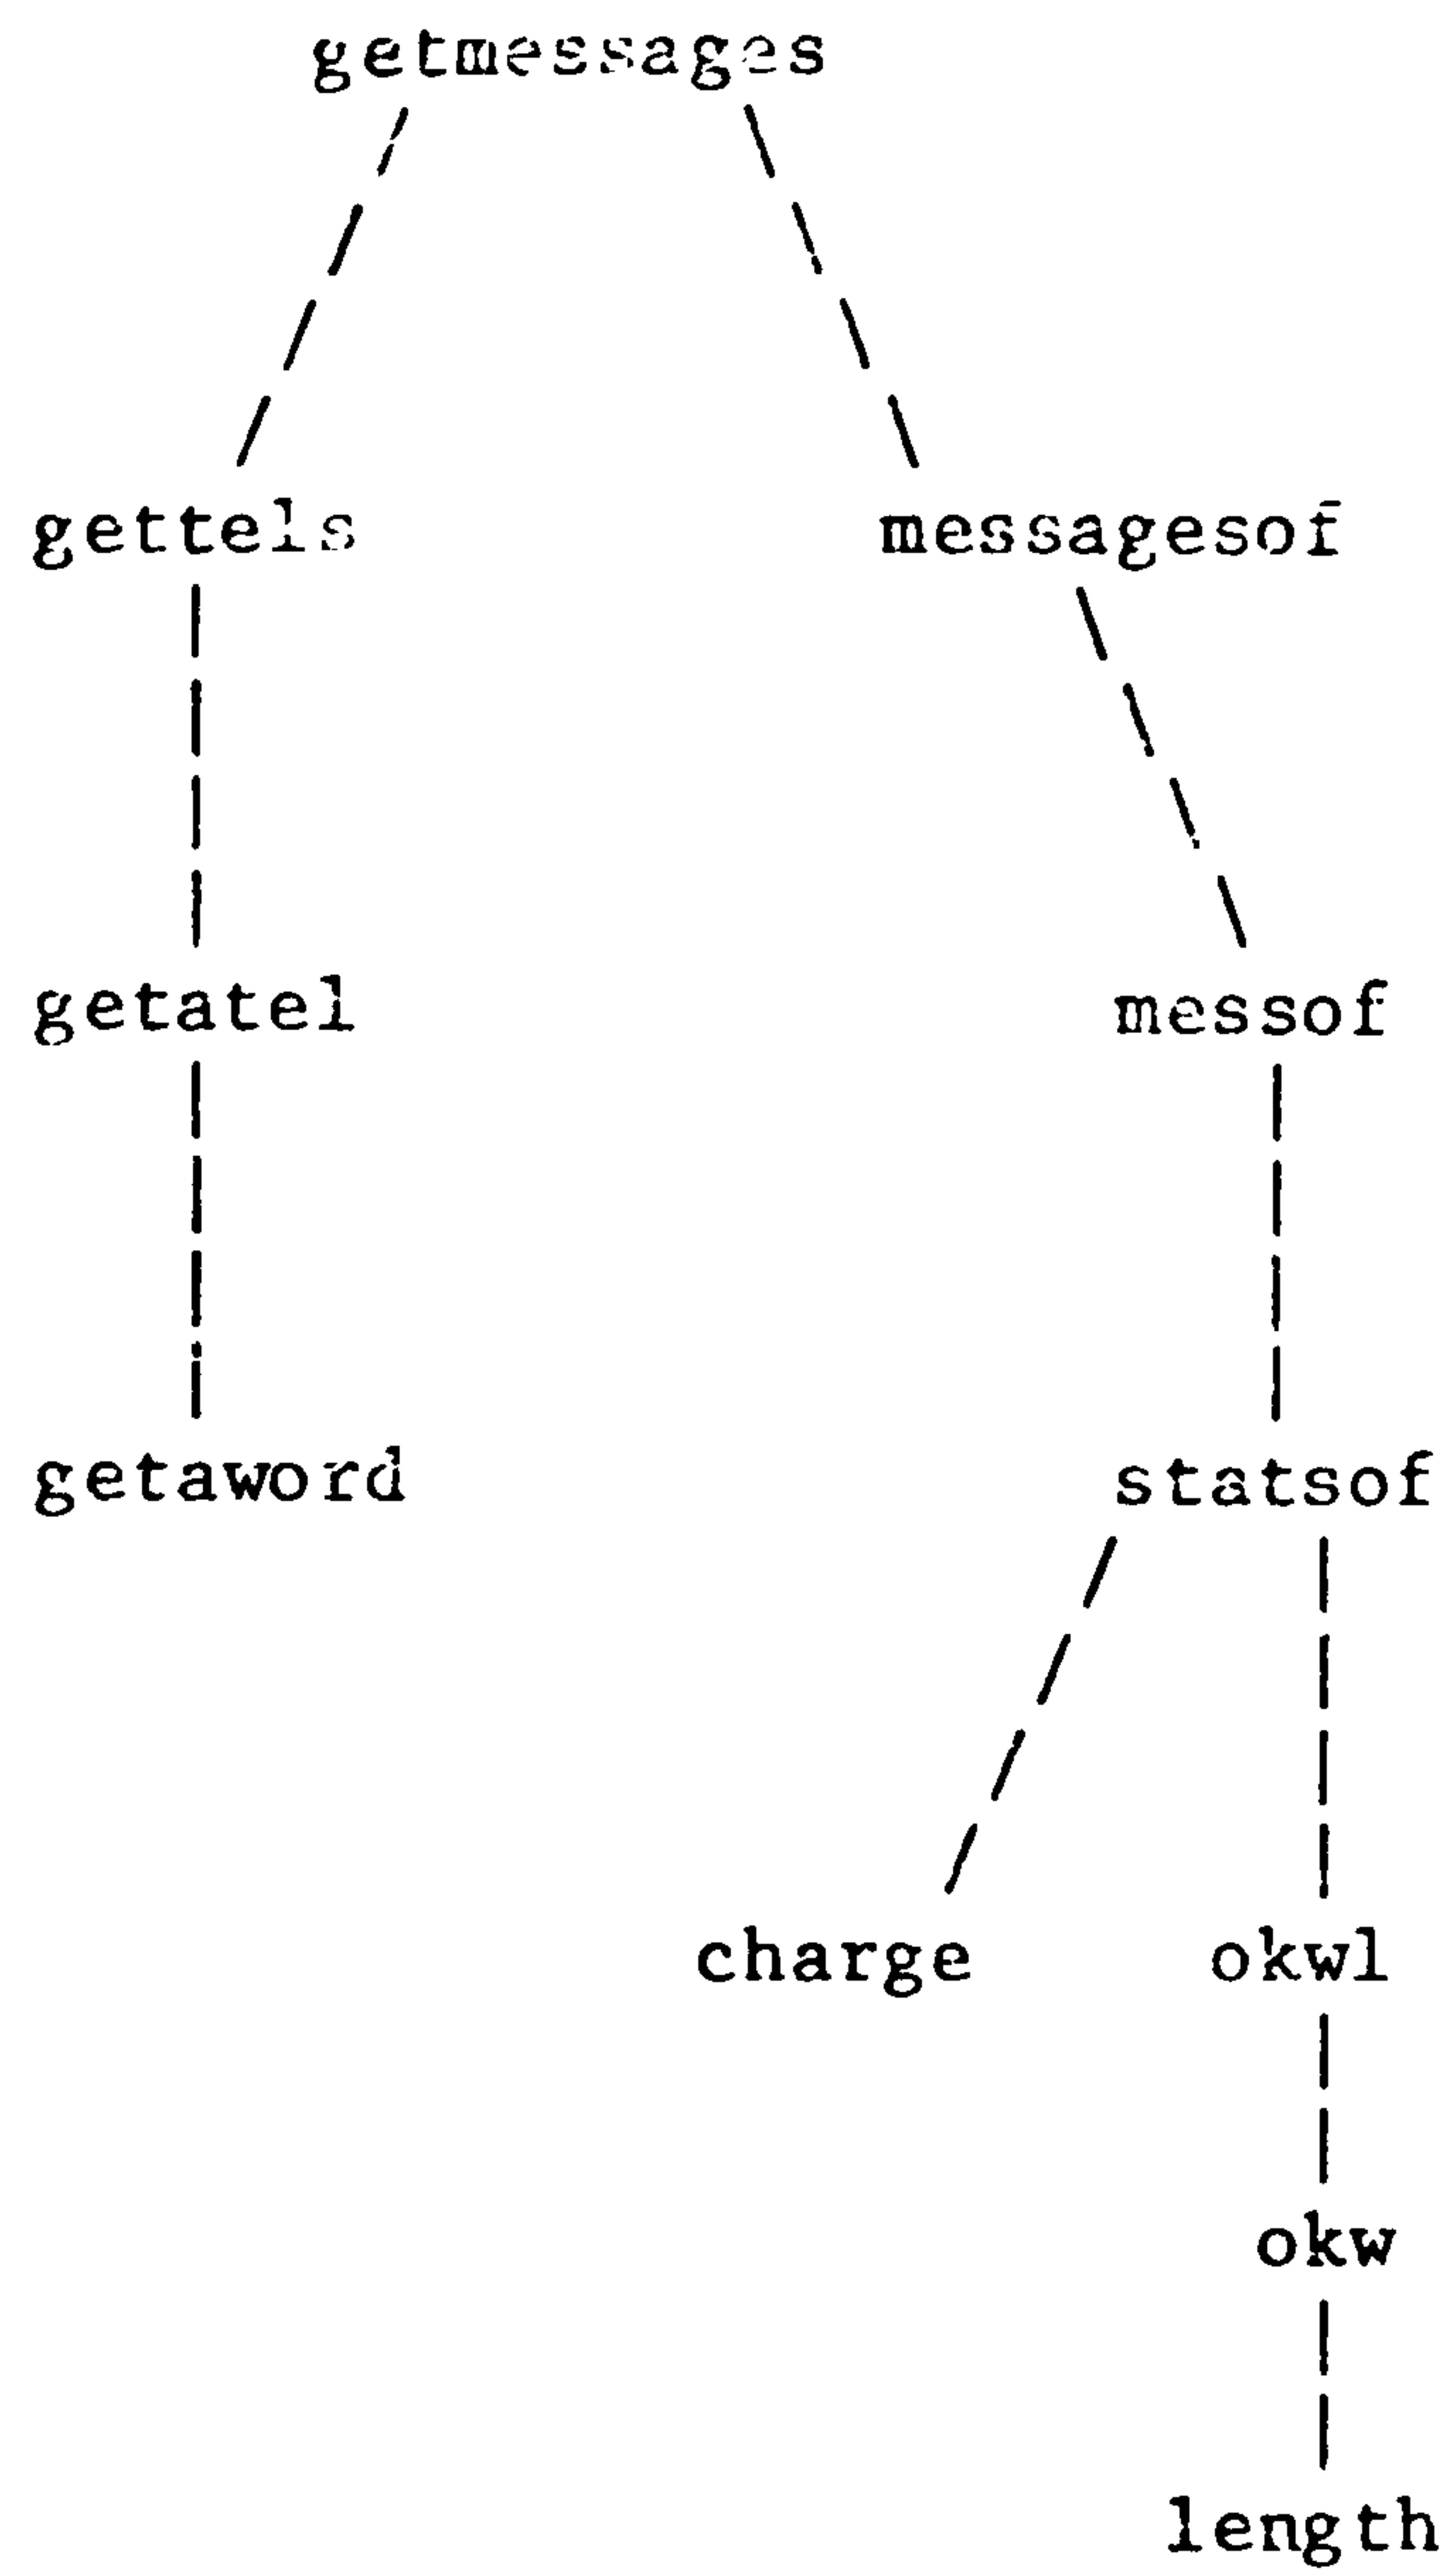 getmessages
gettels messagesof
getatel messof
getaword statsof
charge okwl
okw
length